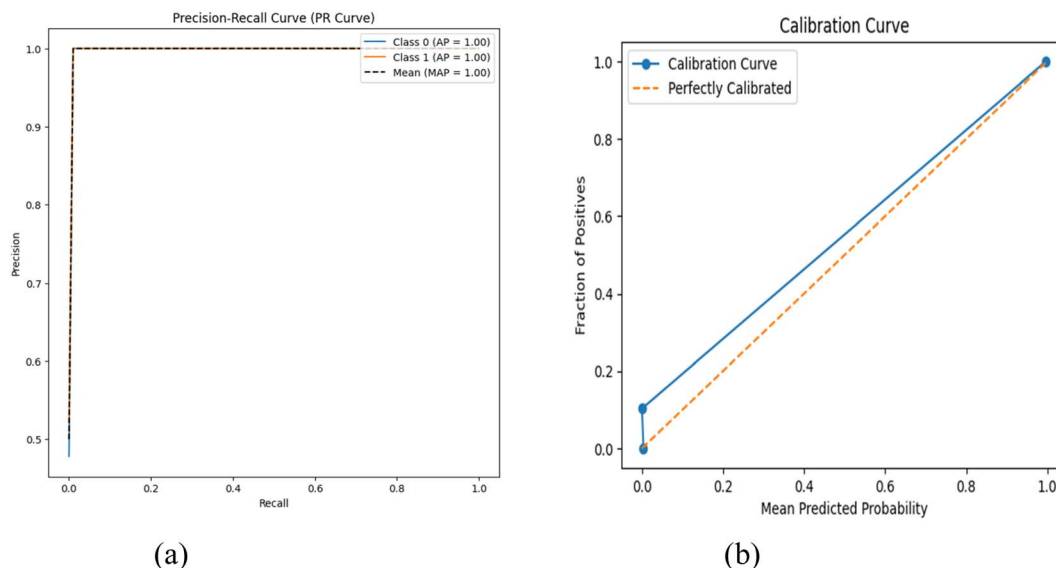 Precision-Recall Curve (PR Curve)
Class 0 (AP = 1.00)
Class 1 (AP = 1.00)
Mean (MAP = 1.00)
1.0
0.9
0.8
0.7
0.6
0.5
Precision
0.0 0.2 0.4 0.6 0.8 1.0
Recall
(a)
Calibration Curve
Calibration Curve
Perfectly Calibrated
1.0
0.8
0.6
0.4
0.2
0.0
Fraction of Positives
0.0 0.2 0.4 0.6 0.8 1.0
Mean Predicted Probability
(b)